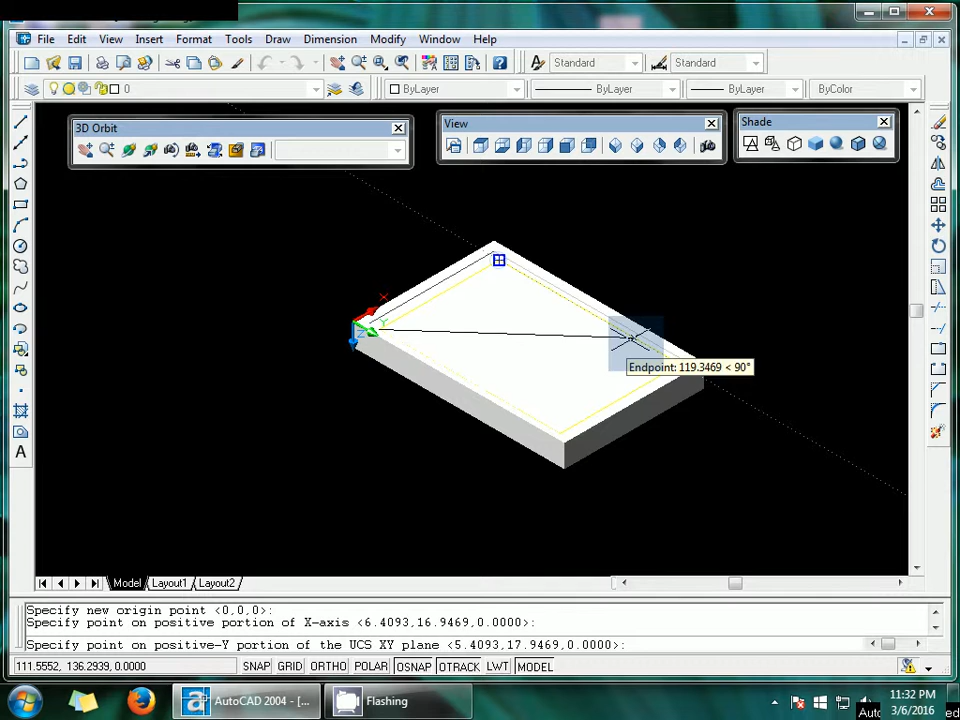 File Edit View Insert Format Tools Draw Dimension Modify Window Help
Standard Standard
0 ByLayer ByLayer ByLayer ByColor
3D Orbit
View
Shade
X
Y
Z
Endpoint: 119.3469 < 90°
A
Model Layout1 Layout2
Specify new origin point <0,0,0>:
Specify point on positive portion of X-axis <6.4093,16.9469,0.0000>:
Specify point on positive-Y portion of the UCS XY plane <5.4093,17.9469,0.0000>:
111.5552, 136.2939, 0.0000 SNAP GRID ORTHO POLAR OSNAP OTRACK LWT MODEL
AutoCAD 2004 - [... Flashing
11:32 PM
3/6/2016